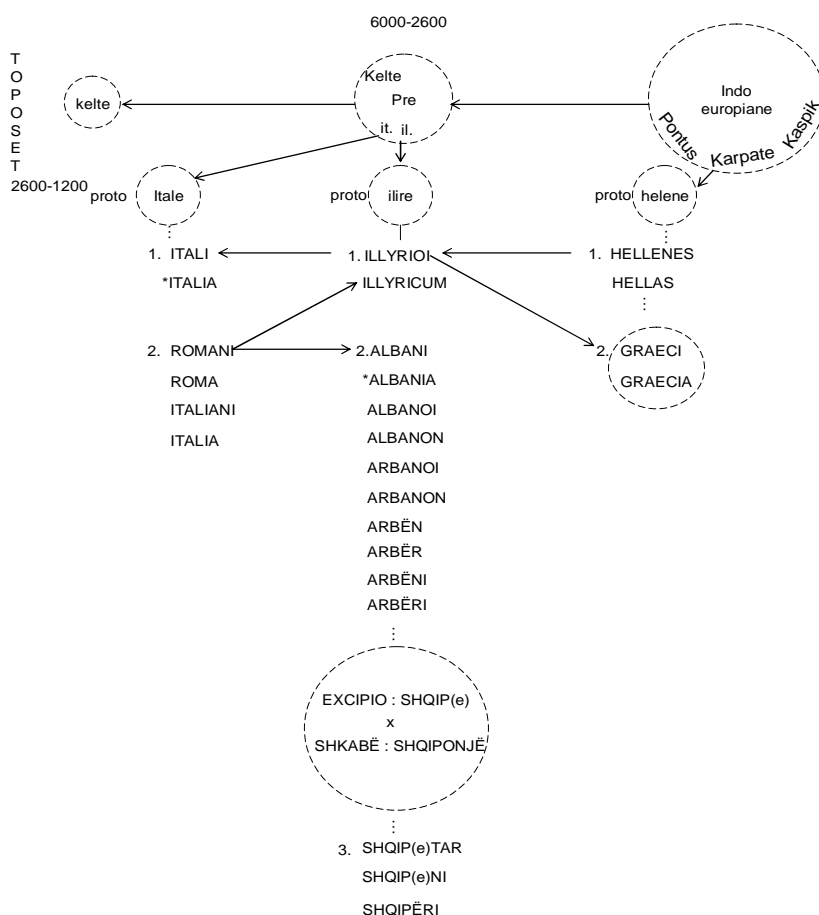 6000-2600
TOPOSET
Kelte
Pre
it. il.
kelte
Indo
europiane
Pontus Karpate Kaspik
2600-1200
proto Itale
proto ilire
proto helene
1. ITALI
1. ILLYRIOI
1. HELLENES
*ITALIA
ILLYRICUM
HELLAS
2. ROMANI
2.ALBANI
2. GRAECI
ROMA
*ALBANIA
GRAECIA
ITALIANI
ALBANOI
ITALIA
ALBANON
ARBANOI
ARBANON
ARBËN
ARBËR
ARBËNI
ARBËRI
EXCIPIO : SHQIP(e)
x
SHKABË : SHQIPONJË
3. SHQIP(e)TAR
SHQIP(e)NI
SHQIPËRI